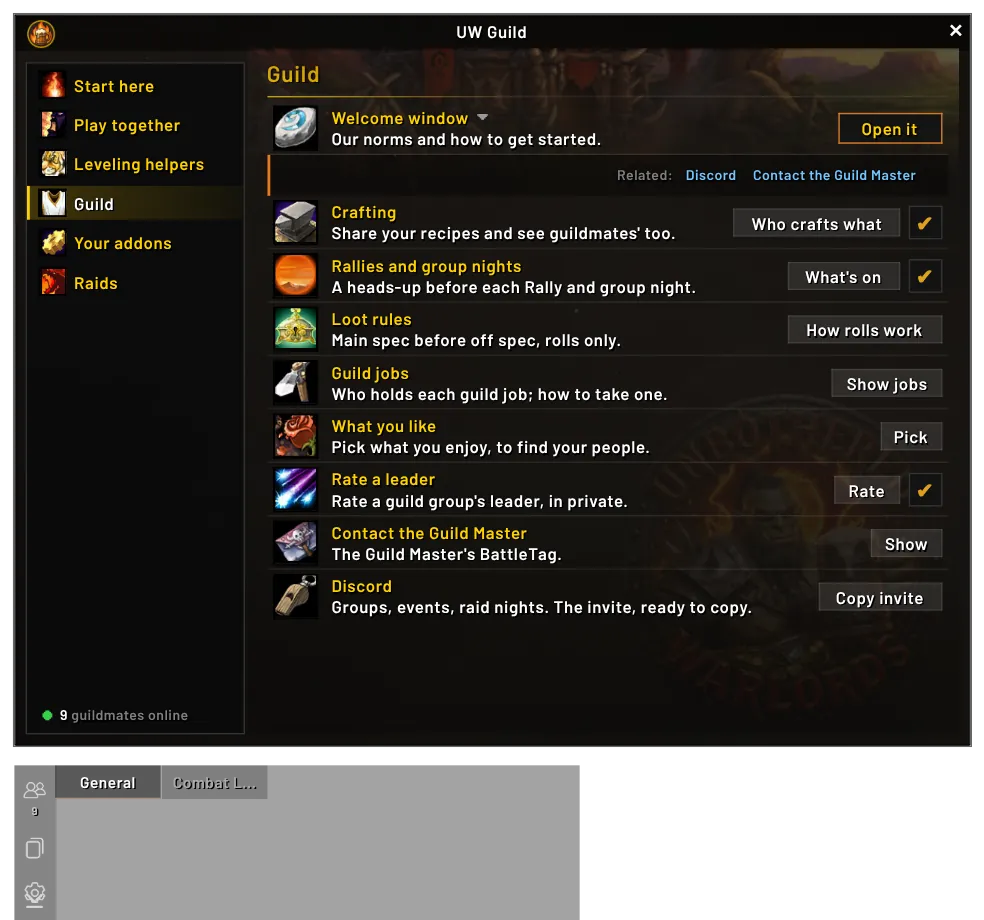 UW Guild
Start here
Play together
Leveling helpers
Guild
Your addons
Raids
9 guildmates online
Guild
Welcome window
Our norms and how to get started.
Open it
Related: Discord Contact the Guild Master
Crafting
Share your recipes and see guildmates' too.
Who crafts what
Rallies and group nights
A heads-up before each Rally and group night.
What's on
Loot rules
Main spec before off spec, rolls only.
How rolls work
Guild jobs
Who holds each guild job; how to take one.
Show jobs
What you like
Pick what you enjoy, to find your people.
Pick
Rate a leader
Rate a guild group's leader, in private.
Rate
Contact the Guild Master
The Guild Master's BattleTag.
Show
Discord
Groups, events, raid nights. The invite, ready to copy.
Copy invite
WARLORDS
General
Combat L...
9